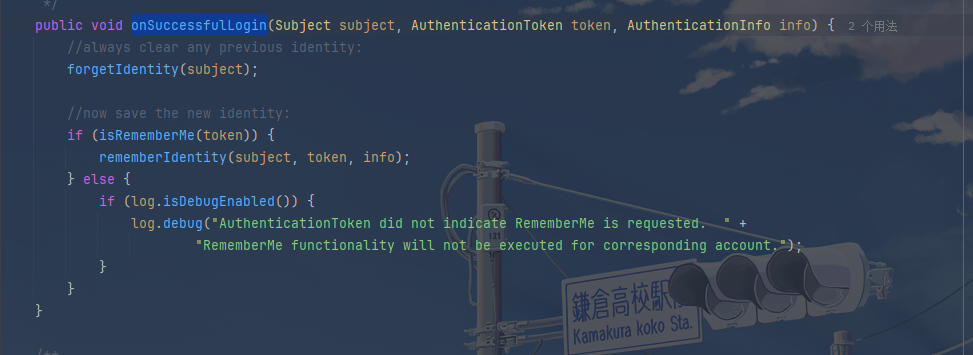 */
public void onSuccessfulLogin(Subject subject, AuthenticationToken token, AuthenticationInfo info) { 2 个用法
//always clear any previous identity:
forgetIdentity(subject);
//now save the new identity:
if (isRememberMe(token)) {
rememberIdentity(subject, token, info);
} else {
if (log.isDebugEnabled()) {
log.debug("AuthenticationToken did not indicate RememberMe is requested.  " +
"RememberMe functionality will not be executed for corresponding account.");
}
}
}
/**
121
鎌倉高校駅
Kamakura koko Sta.